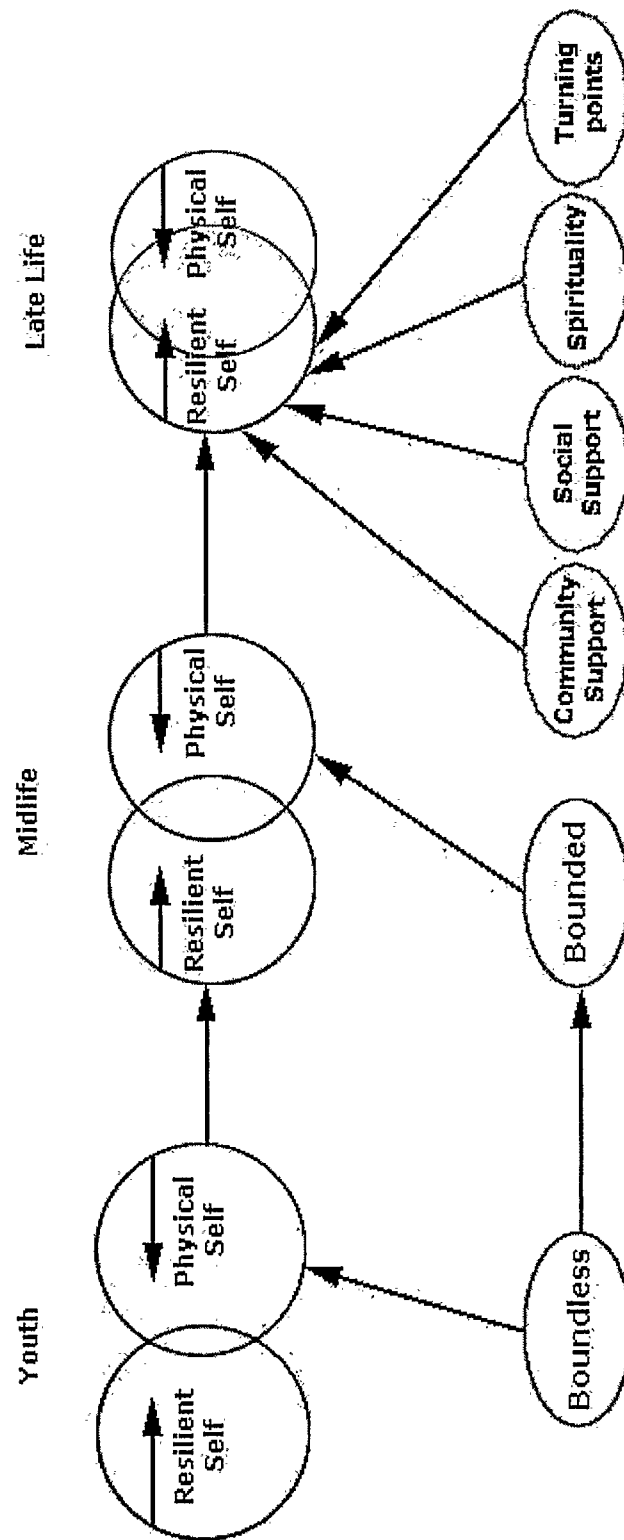 Youth
Midlife
Late Life
Resilient
Self
Physical
Self
Resilient
Self
Physical
Self
Resilient
Self
Physical
Self
Boundless
Bounded
Community
Support
Social
Support
Spirituality
Turning
points